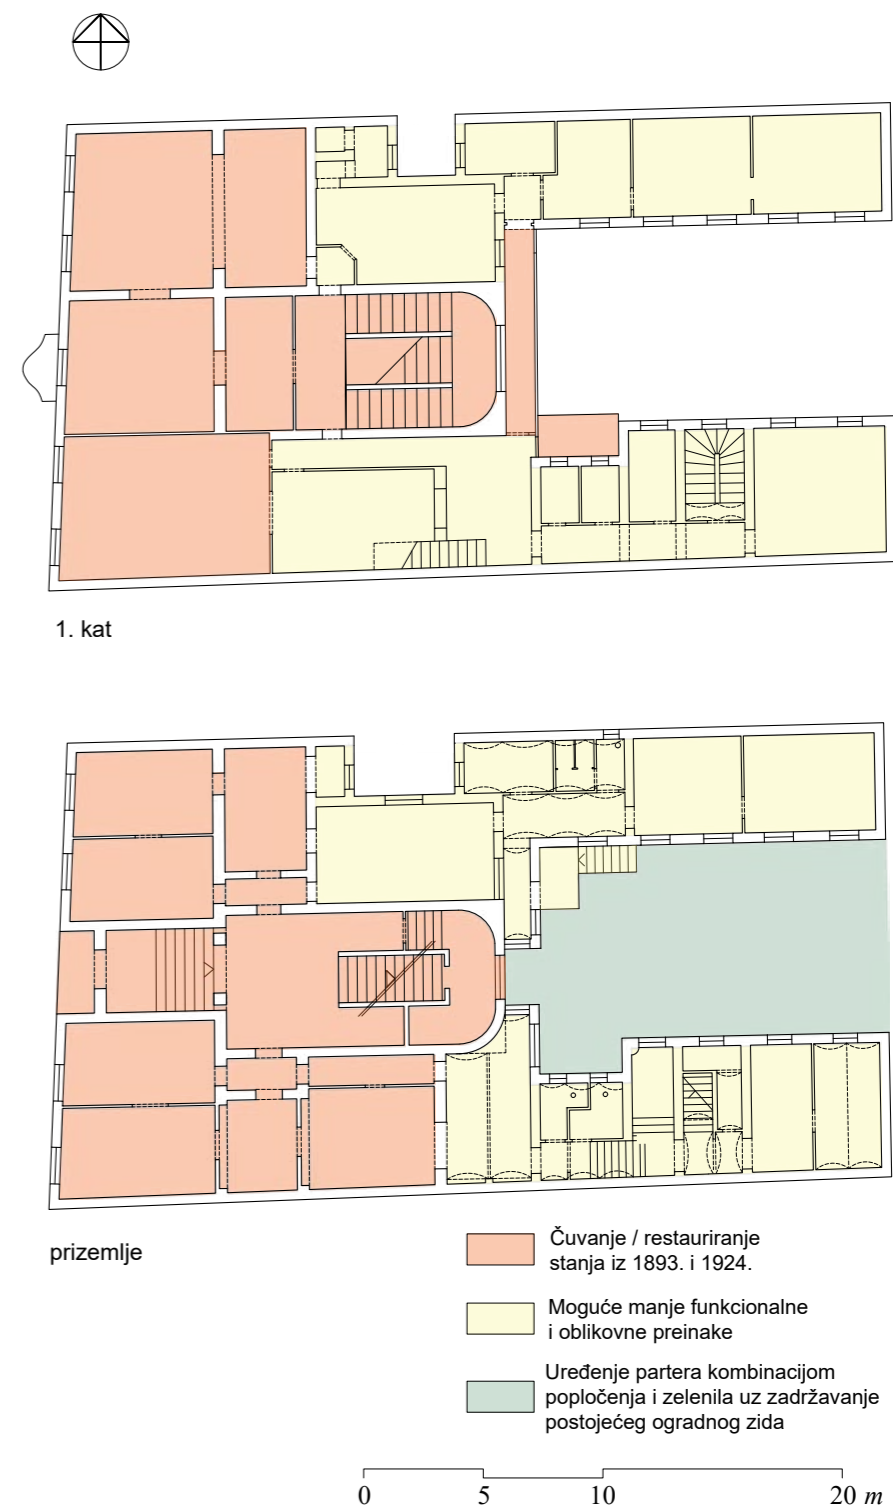 1. kat
prizemlje
Čuvanje / restauriranje
stanja iz 1893. i 1924.
Moguće manje funkcionalne
i oblikovne preinake
Uređenje partera kombinacijom
popločenja i zelenila uz zadržavanje
postojećeg ogradnog zida
0 5 10 20 m